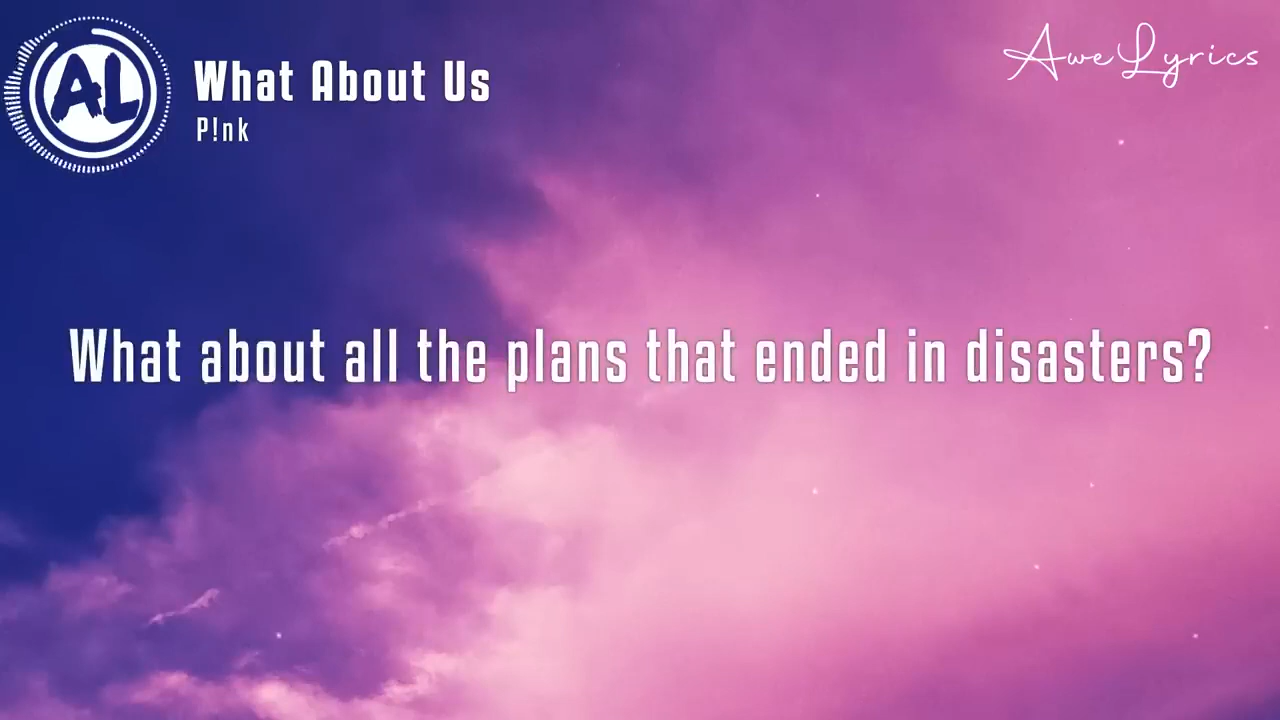 AL
What About Us
P!nk
AweLyrics
What about all the plans that ended in disasters?